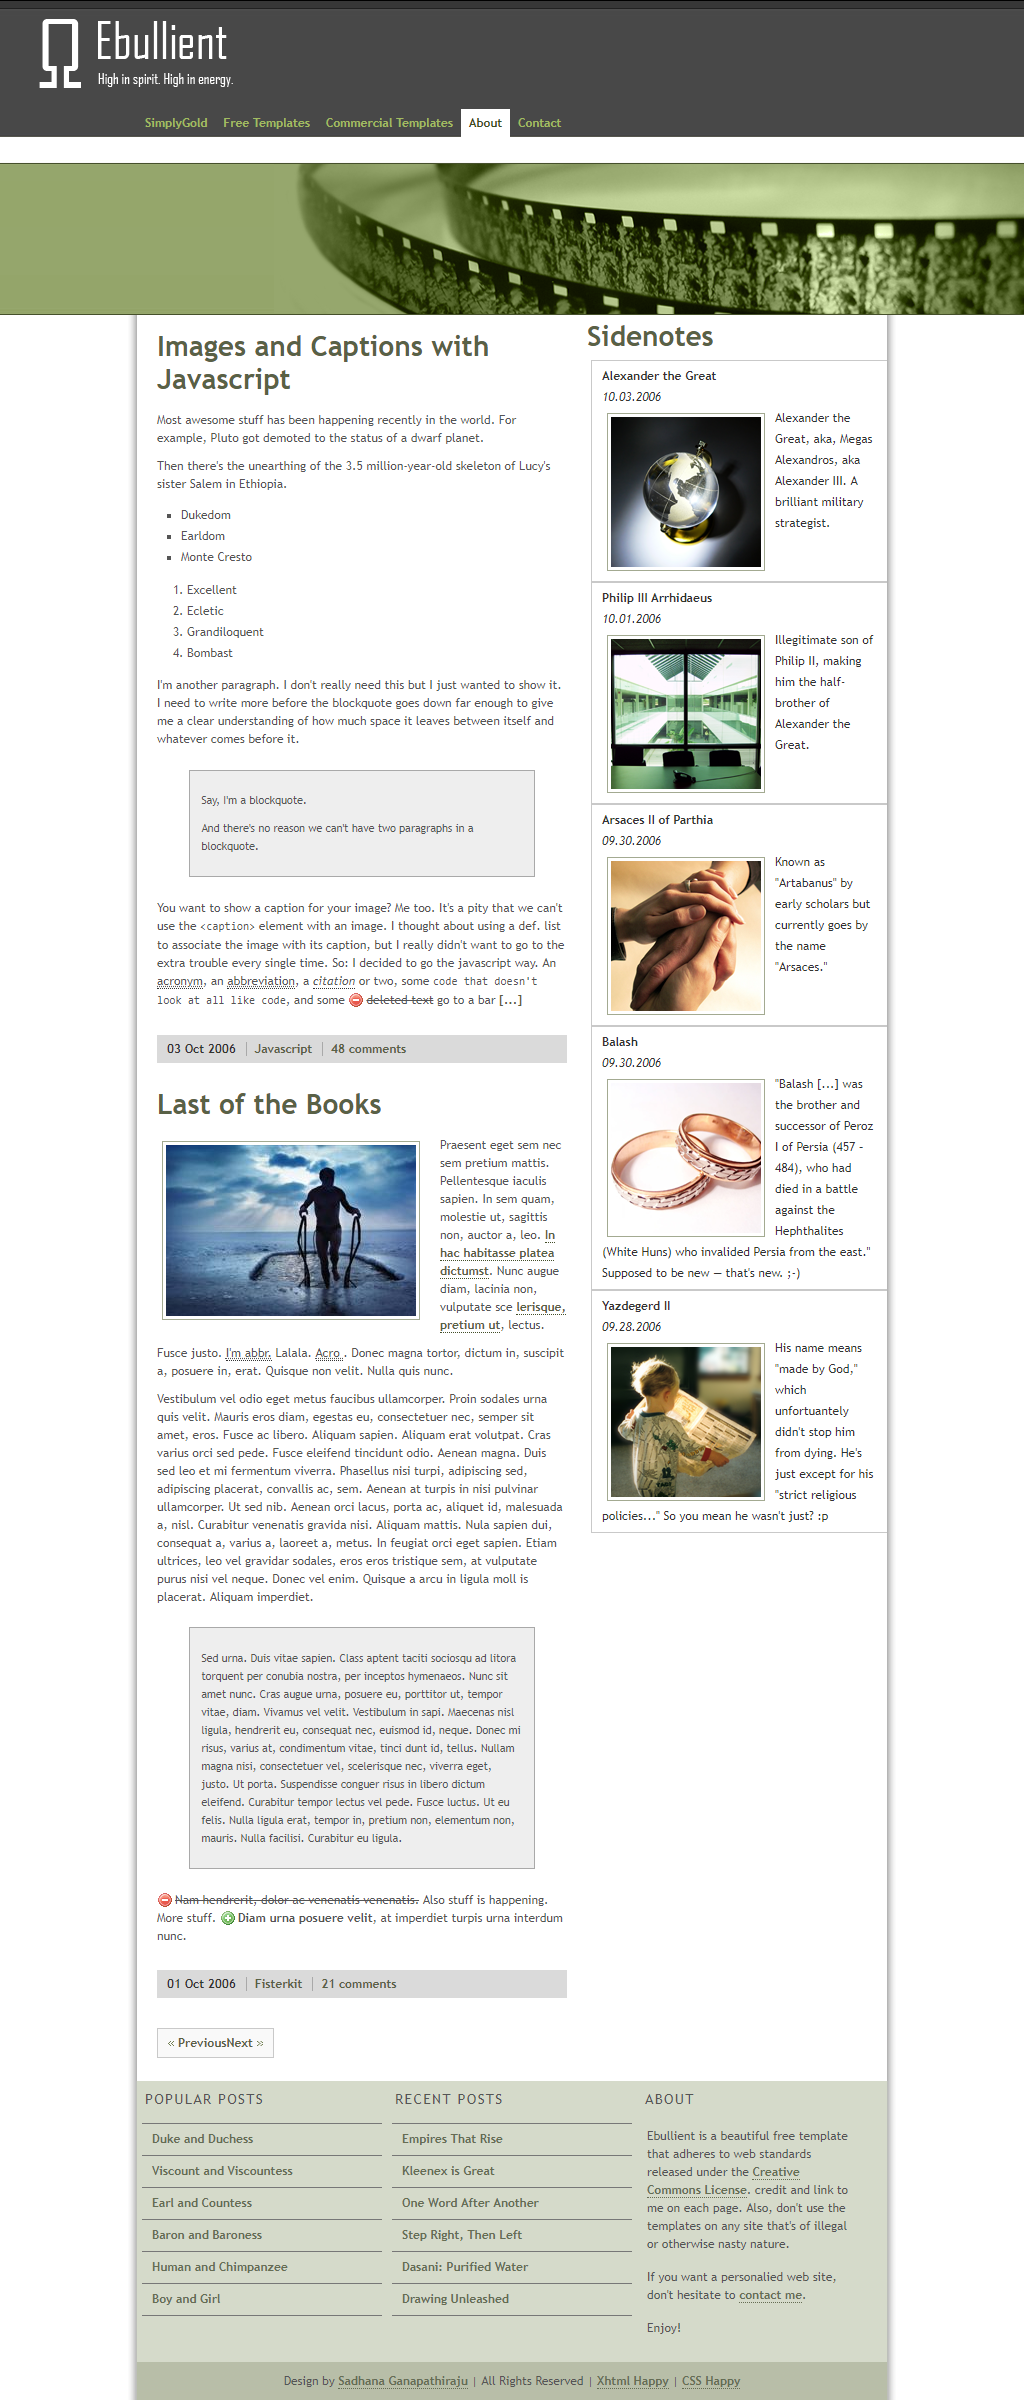 Ebullient
High in spirit. High in energy.
SimplyGold Free Templates Commercial Templates About Contact
Images and Captions with
Javascript
Most awesome stuff has been happening recently in the world. For
example, Pluto got demoted to the status of a dwarf planet.
Then there's the unearthing of the 3.5 million-year-old skeleton of Lucy's
sister Salem in Ethiopia.
Dukedom
Earldom
Monte Cresto
1. Excellent
2. Ecletic
3. Grandiloquent
4. Bombast
I'm another paragraph. I don't really need this but I just wanted to show it.
I need to write more before the blockquote goes down far enough to give
me a clear understanding of how much space it leaves between itself and
whatever comes before it.
Say, I'm a blockquote.
And there's no reason we can't have two paragraphs in a
blockquote.
You want to show a caption for your image? Me too. It's a pity that we can't
use the <caption> element with an image. I thought about using a def. list
to associate the image with its caption, but I really didn't want to go to the
extra trouble every single time. So: I decided to go the javascript way. An
acronym, an abbreviation, a citation or two, some code that doesn't
look at all like code, and some deleted text go to a bar [...]
03 Oct 2006 Javascript 48 comments
Last of the Books
Praesent eget sem nec
sem pretium mattis.
Pellentesque iaculis
sapien. In sem quam,
molestie ut, sagittis
non, auctor a, leo. In
hac habitasse platea
dictumst. Nunc augue
diam, lacinia non,
vulputate sce lerisque,
pretium ut, lectus.
Fusce justo. I'm abbr. Lalala. Acro . Donec magna tortor, dictum in, suscipit
a, posuere in, erat. Quisque non velit. Nulla quis nunc.
Vestibulum vel odio eget metus faucibus ullamcorper. Proin sodales urna
quis velit. Mauris eros diam, egestas eu, consectetuer nec, semper sit
amet, eros. Fusce ac libero. Aliquam sapien. Aliquam erat volutpat. Cras
varius orci sed pede. Fusce eleifend tincidunt odio. Aenean magna. Duis
sed leo et mi fermentum viverra. Phasellus nisi turpi, adipiscing sed,
adipiscing placerat, convallis ac, sem. Aenean at turpis in nisi pulvinar
ullamcorper. Ut sed nib. Aenean orci lacus, porta ac, aliquet id, malesuada
a, nisl. Curabitur venenatis gravida nisi. Aliquam mattis. Nula sapien dui,
consequat a, varius a, laoreet a, metus. In feugiat orci eget sapien. Etiam
ultrices, leo vel gravidar sodales, eros eros tristique sem, at vulputate
purus nisi vel neque. Donec vel enim. Quisque a arcu in ligula moll is
placerat. Aliquam imperdiet.
Sed urna. Duis vitae sapien. Class aptent taciti sociosqu ad litora
torquent per conubia nostra, per inceptos hymenaeos. Nunc sit
amet nunc. Cras augue urna, posuere eu, porttitor ut, tempor
vitae, diam. Vivamus vel velit. Vestibulum in sapi. Maecenas nisl
ligula, hendrerit eu, consequat nec, euismod id, neque. Donec mi
risus, varius at, condimentum vitae, tinci dunt id, tellus. Nullam
magna nisi, consectetuer vel, scelerisque nec, viverra eget,
justo. Ut porta. Suspendisse conguer risus in libero dictum
eleifend. Curabitur tempor lectus vel pede. Fusce luctus. Ut eu
felis. Nulla ligula erat, tempor in, pretium non, elementum non,
mauris. Nulla facilisi. Curabitur eu ligula.
Nam hendrerit, dolor ac venenatis venenatis. Also stuff is happening.
More stuff. Diam urna posuere velit, at imperdiet turpis urna interdum
nunc.
01 Oct 2006 Fisterkit 21 comments
« PreviousNext »
Sidenotes
Alexander the Great
10.03.2006
Alexander the
Great, aka, Megas
Alexandros, aka
Alexander III. A
brilliant military
strategist.
Philip III Arrhidaeus
10.01.2006
Illegitimate son of
Philip II, making
him the half-
brother of
Alexander the
Great.
Arsaces II of Parthia
09.30.2006
Known as
"Artabanus" by
early scholars but
currently goes by
the name
"Arsaces."
Balash
09.30.2006
"Balash [...] was
the brother and
successor of Peroz
I of Persia (457 -
484), who had
died in a battle
against the
Hephthalites
(White Huns) who invalided Persia from the east."
Supposed to be new — that's new. ;-)
Yazdegerd II
09.28.2006
His name means
"made by God,"
which
unfortuantely
didn't stop him
from dying. He's
just except for his
"strict religious
policies..." So you mean he wasn't just? :p
POPULAR POSTS
Duke and Duchess
Viscount and Viscountess
Earl and Countess
Baron and Baroness
Human and Chimpanzee
Boy and Girl
RECENT POSTS
Empires That Rise
Kleenex is Great
One Word After Another
Step Right, Then Left
Dasani: Purified Water
Drawing Unleashed
ABOUT
Ebullient is a beautiful free template
that adheres to web standards
released under the Creative
Commons License. credit and link to
me on each page. Also, don't use the
templates on any site that's of illegal
or otherwise nasty nature.
If you want a personalied web site,
don't hesitate to contact me.
Enjoy!
Design by Sadhana Ganapathiraju | All Rights Reserved | Xhtml Happy | CSS Happy